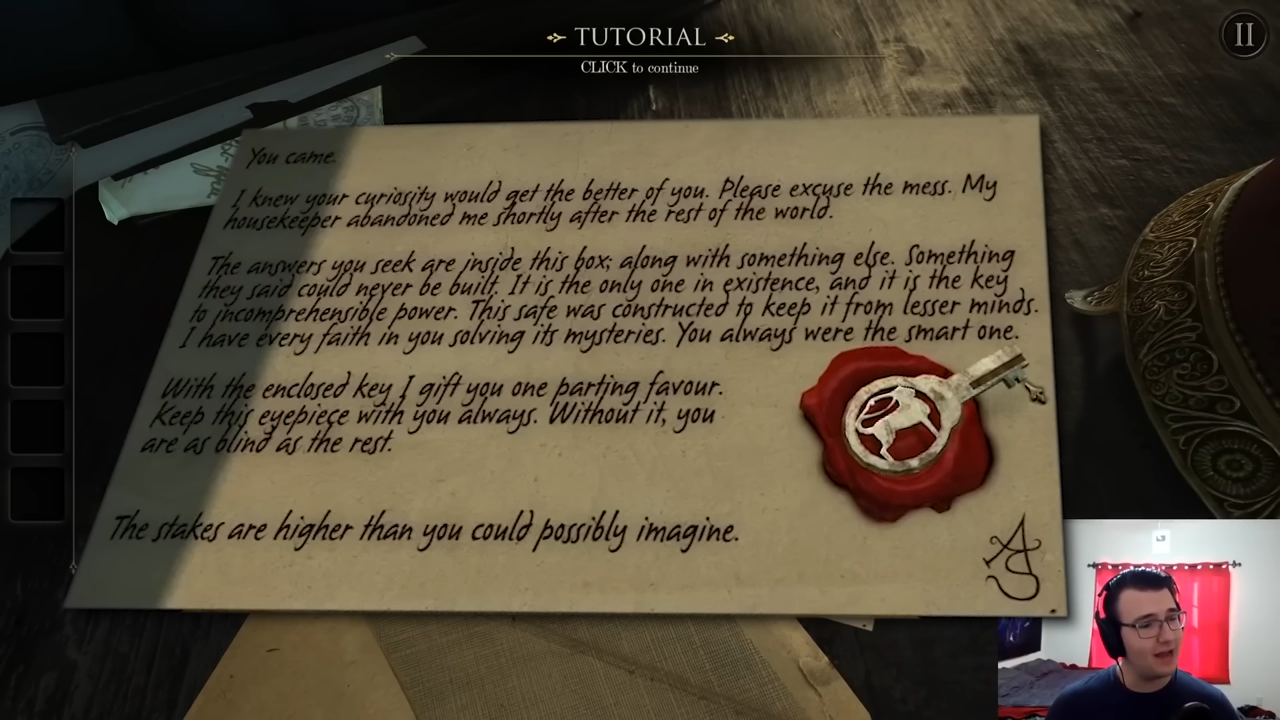 TUTORIAL
CLICK to continue
II
You came.
I knew your curiosity would get the better of you. Please excuse the mess. My
housekeeper abandoned me shortly after the rest of the world.
The answers you seek are inside this box; along with something else. Something
they said could never be built. It is the only one in existence, and it is the key
to incomprehensible power. This safe was constructed to keep it from lesser minds.
I have every faith in you solving its mysteries. You always were the smart one.
With the enclosed key I gift you one parting favour.
Keep this eyepiece with you always. Without it, you
are as blind as the rest.
The stakes are higher than you could possibly imagine.
AS